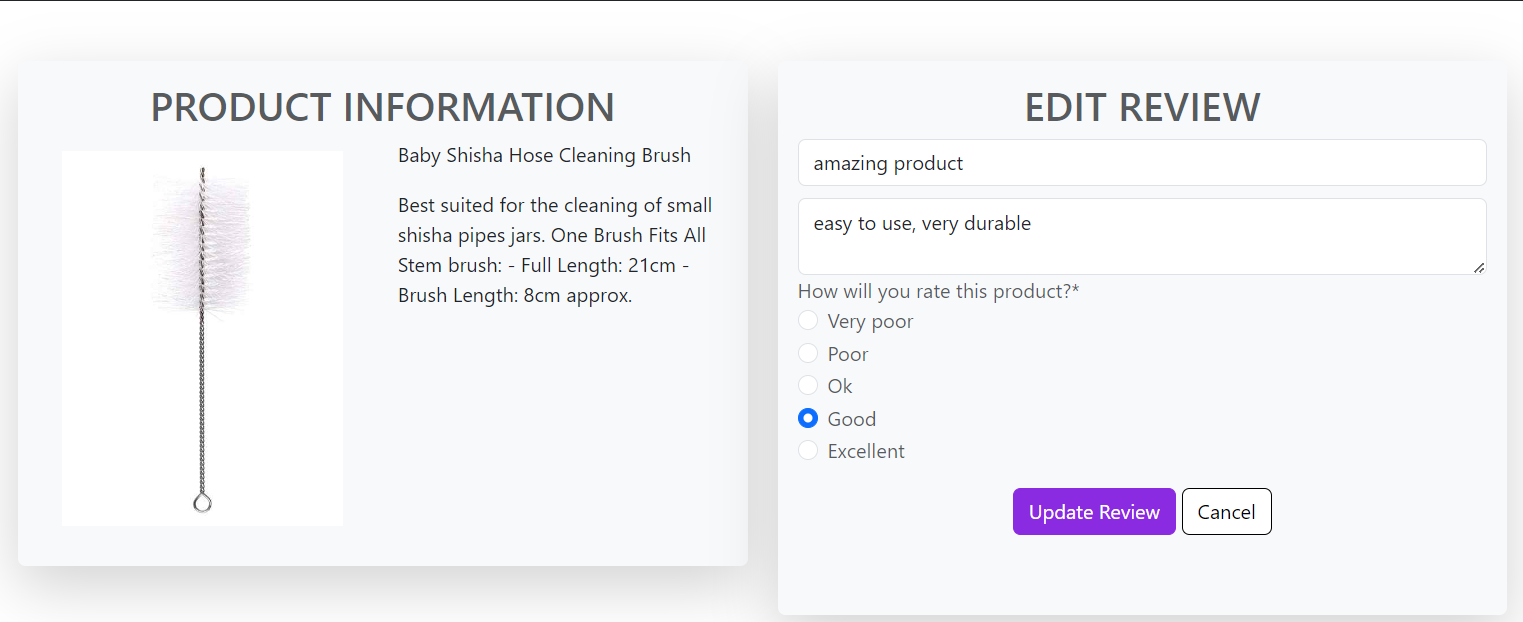 PRODUCT INFORMATION
Baby Shisha Hose Cleaning Brush
Best suited for the cleaning of small
shisha pipes jars. One Brush Fits All
Stem brush: - Full Length: 21cm -
Brush Length: 8cm approx.
EDIT REVIEW
amazing product
easy to use, very durable
How will you rate this product?*
Very poor
Poor
Ok
Good
Excellent
Update Review
Cancel